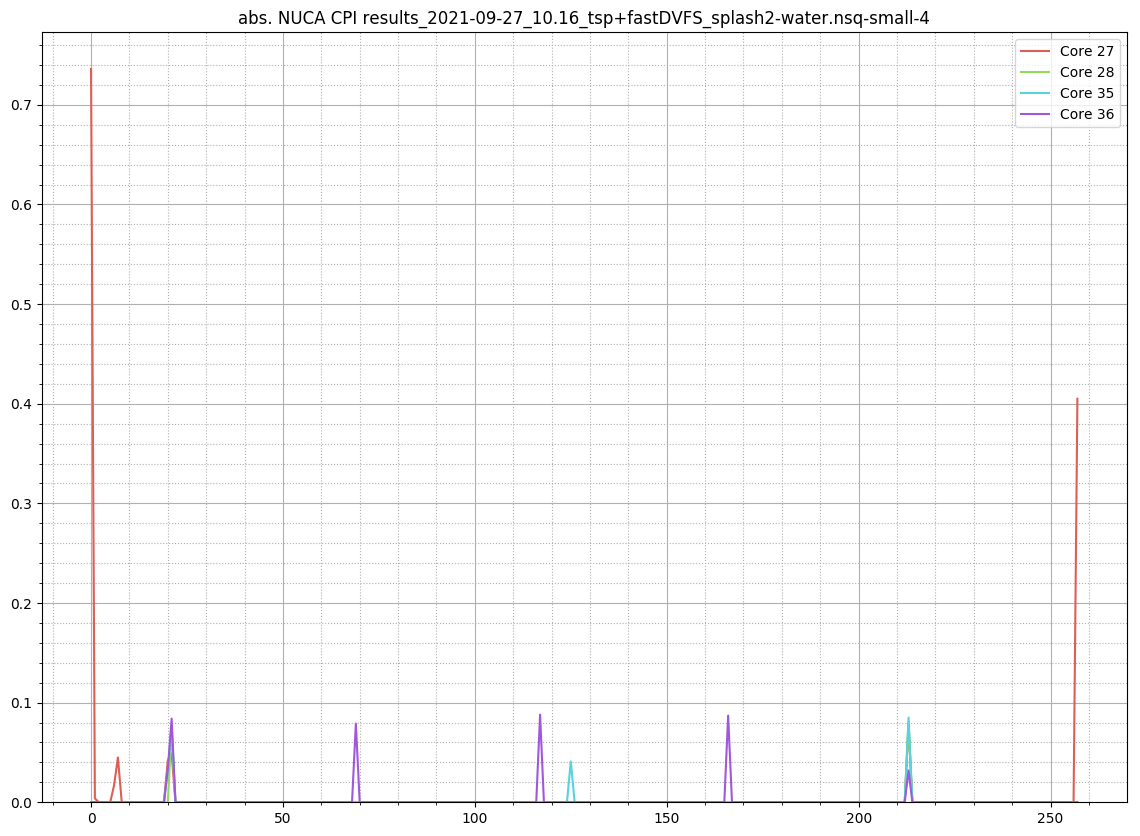 abs. NUCA CPI results_2021-09-27_10.16_tsp+fastDVFS_splash2-water.nsq-small-4
Core 27
Core 28
Core 35
Core 36
0.7
0.6
0.5
0.4
0.3
0.2
0.1
0.0
0 50 100 150 200 250